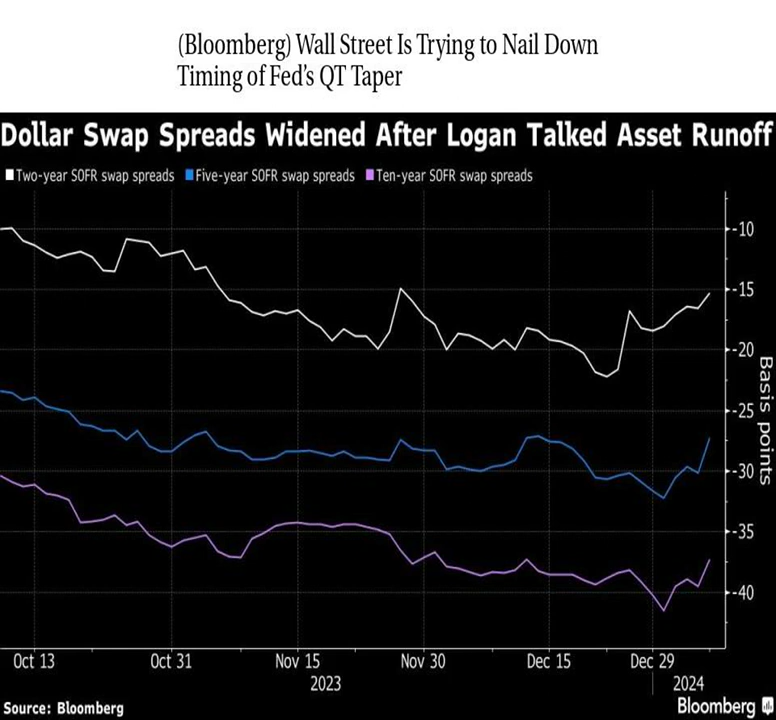 (Bloomberg) Wall Street Is Trying to Nail Down
Timing of Fed's QT Taper
Dollar Swap Spreads Widened After Logan Talked Asset Runoff
Two-year SOFR swap spreads Five-year SOFR swap spreads Ten-year SOFR swap spreads
-10
-15
-20
-25
-30
-35
-40
Basis points
Oct 13 Oct 31 Nov 15 Nov 30 Dec 15 Dec 29
2023 2024
Source: Bloomberg Bloomberg